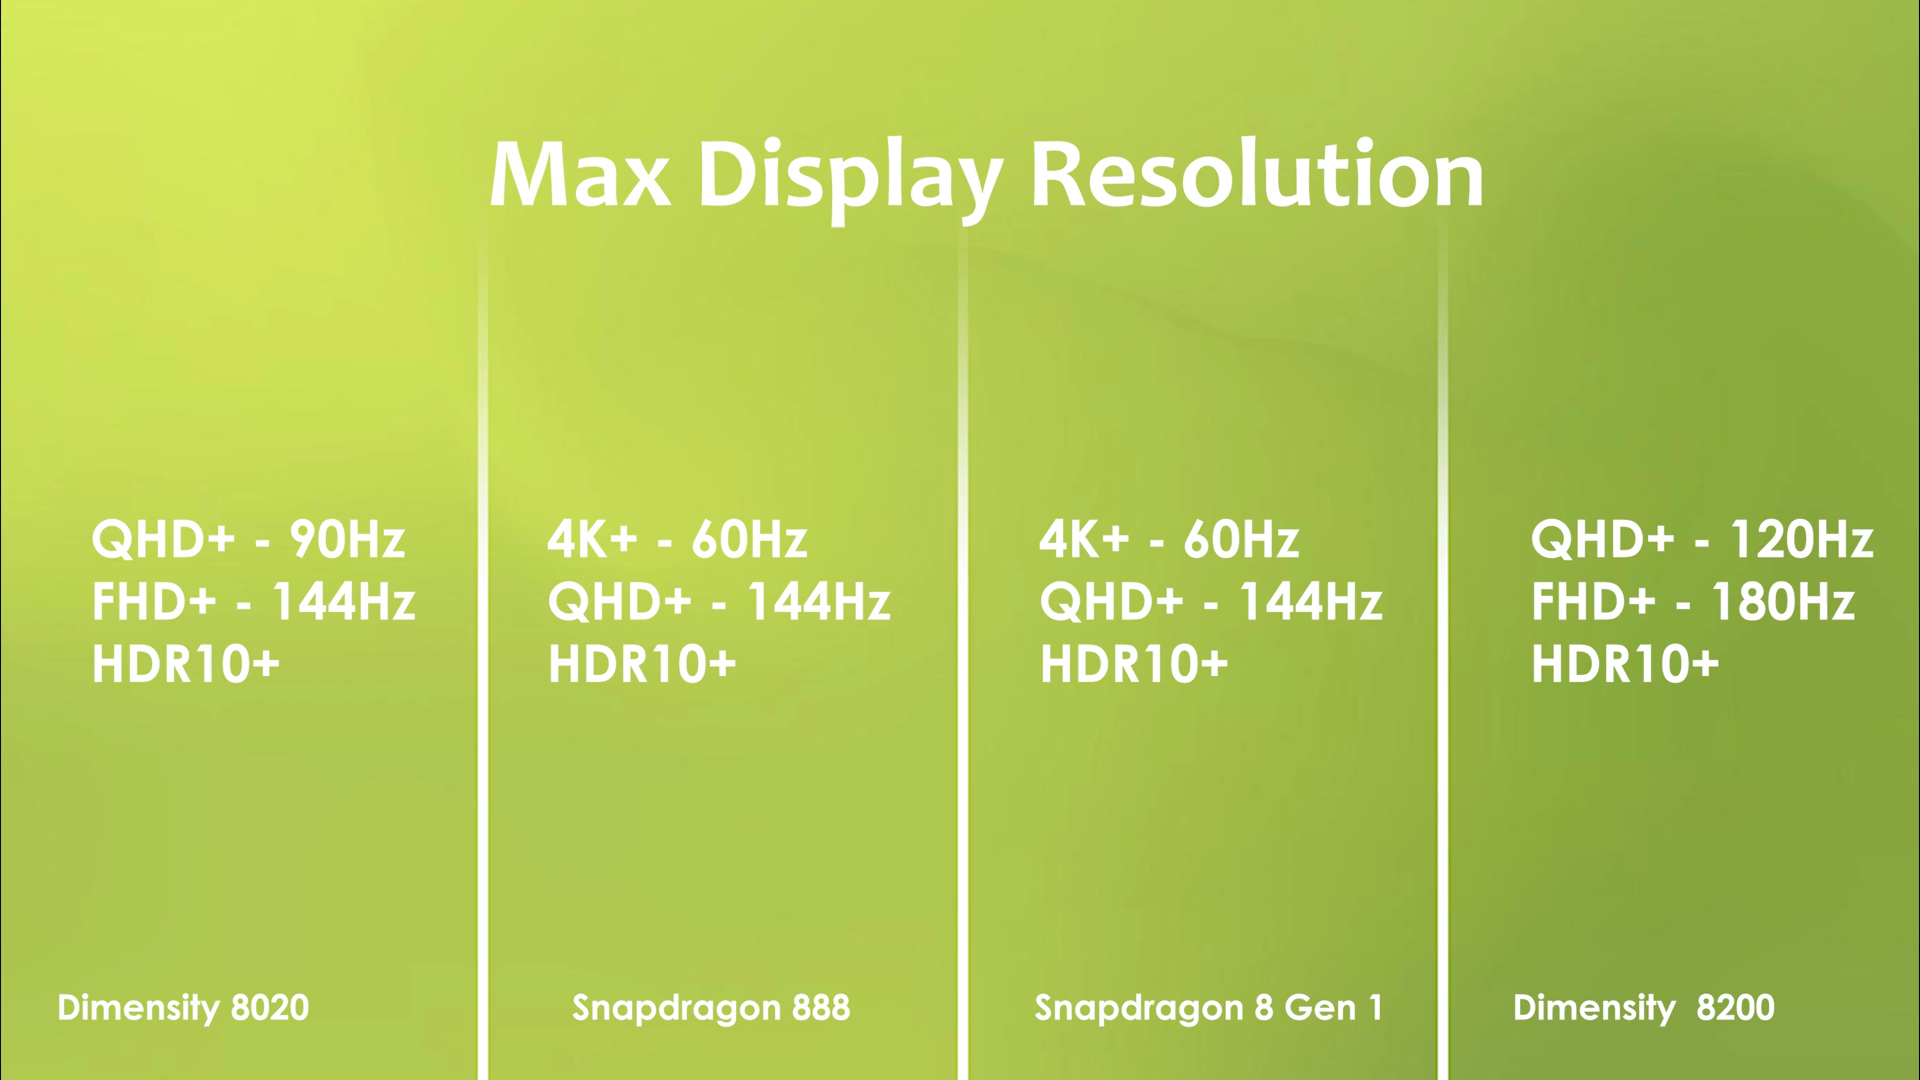 Max Display Resolution
QHD+ - 90Hz
FHD+ - 144Hz
HDR10+
4K+ - 60Hz
QHD+ - 144Hz
HDR10+
4K+ - 60Hz
QHD+ - 144Hz
HDR10+
QHD+ - 120Hz
FHD+ - 180Hz
HDR10+
Dimensity 8020
Snapdragon 888
Snapdragon 8 Gen 1
Dimensity  8200